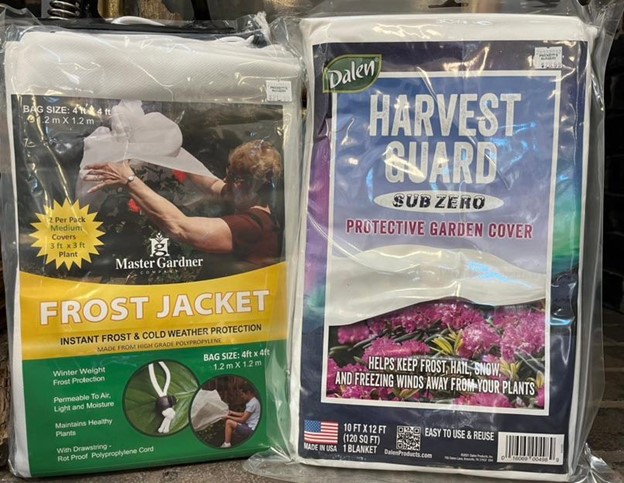 BAG SIZE: 4 ft x 4 ft
1.2 m X 1.2 m
2 Per Pack
Medium
Covers
3 ft x 3 ft
Plant
Master Gardner
COMPANY
FROST JACKET
INSTANT FROST & COLD WEATHER PROTECTION
MADE FROM HIGH GRADE POLYPROPYLENE
BAG SIZE: 4ft x 4ft
1.2 m X 1.2 m
Winter Weight
Frost Protection
Permeable To Air,
Light and Moisture
Maintains Healthy
Plants
With Drawstring -
Rot Proof Polypropylene Cord
Dalen
HARVEST
GUARD
SUB ZERO
PROTECTIVE GARDEN COVER
HELPS KEEP FROST, HAIL, SNOW,
AND FREEZING WINDS AWAY FROM YOUR PLANTS
MADE IN USA
10 FT X 12 FT
(120 SQ FT)
1 BLANKET
DalenProducts.com
EASY TO USE & REUSE